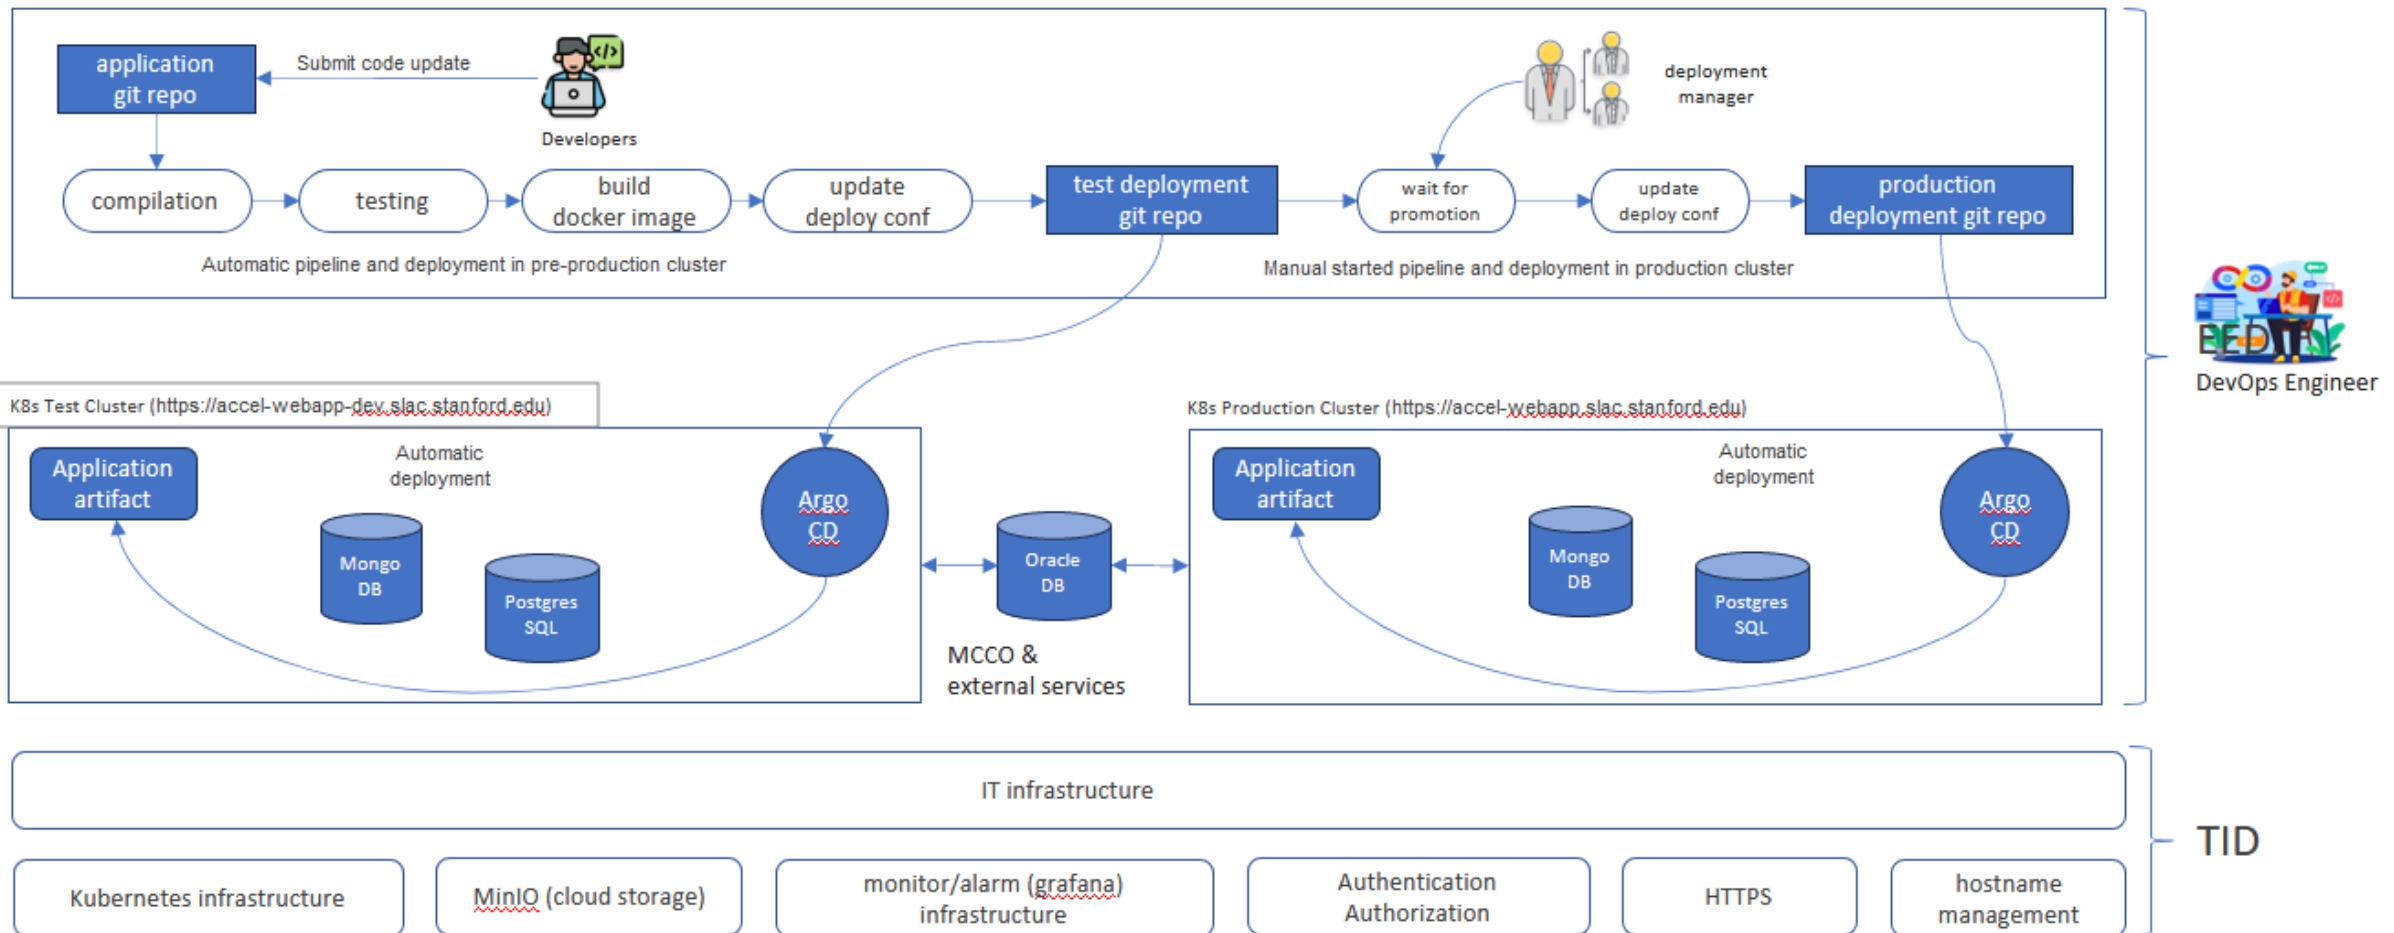 application
git repo
Submit code update
Developers
deployment
manager
compilation
testing
build
docker image
update
deploy conf
test deployment
git repo
wait for
promotion
update
deploy conf
production
deployment git repo
Automatic pipeline and deployment in pre-production cluster
Manual started pipeline and deployment in production cluster
EED
DevOps Engineer
K8s Test Cluster (https://accel-webapp-dev.slac.stanford.edu)
Application
artifact
Automatic
deployment
Mongo
DB
Postgres
SQL
Argo
CD
Oracle
DB
MCCO &
external services
K8s Production Cluster (https://accel-webapp.slac.stanford.edu)
Application
artifact
Automatic
deployment
Mongo
DB
Postgres
SQL
Argo
CD
IT infrastructure
TID
Kubernetes infrastructure
MinIO (cloud storage)
monitor/alarm (grafana)
infrastructure
Authentication
Authorization
HTTPS
hostname
management